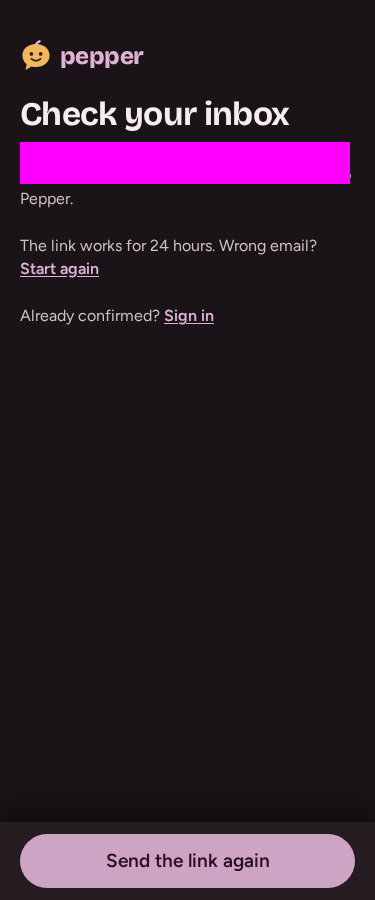 pepper
Check your inbox
Pepper.
The link works for 24 hours. Wrong email?
Start again
Already confirmed? Sign in
Send the link again